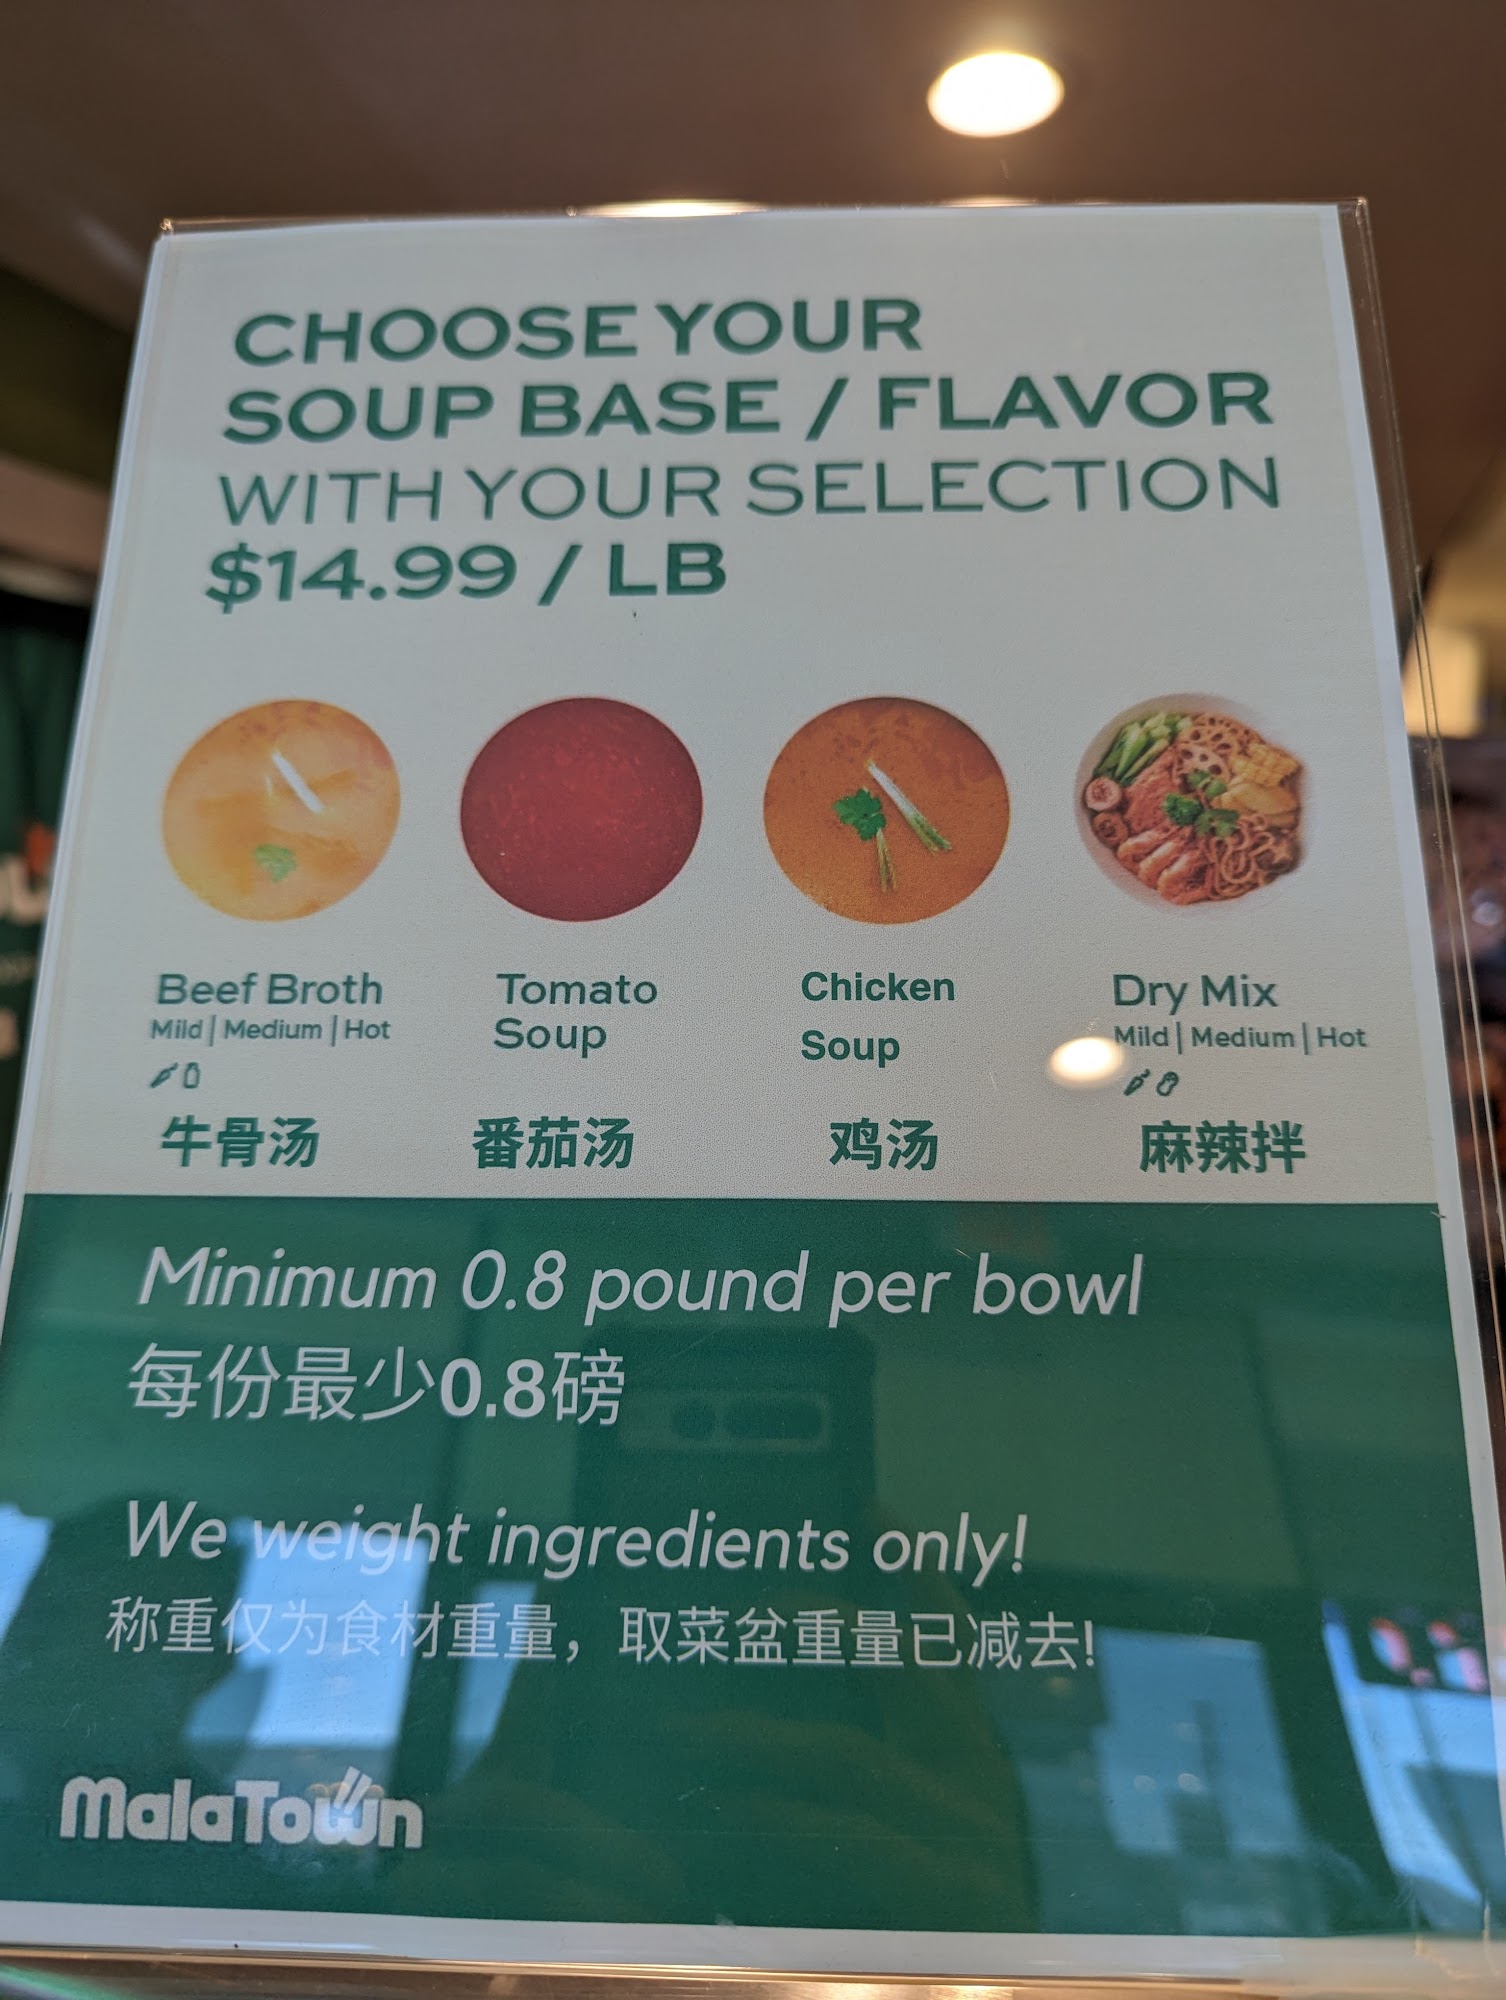 CHOOSE YOUR
SOUP BASE / FLAVOR
WITH YOUR SELECTION
$14.99 / LB
Beef Broth
Mild | Medium | Hot
牛骨汤
Tomato
Soup
番茄汤
Chicken
Soup
鸡汤
Dry Mix
Mild | Medium | Hot
麻辣拌
Minimum 0.8 pound per bowl
每份最少0.8磅
We weight ingredients only!
称重仅为食材重量，取菜盆重量已减去!
MalaTown